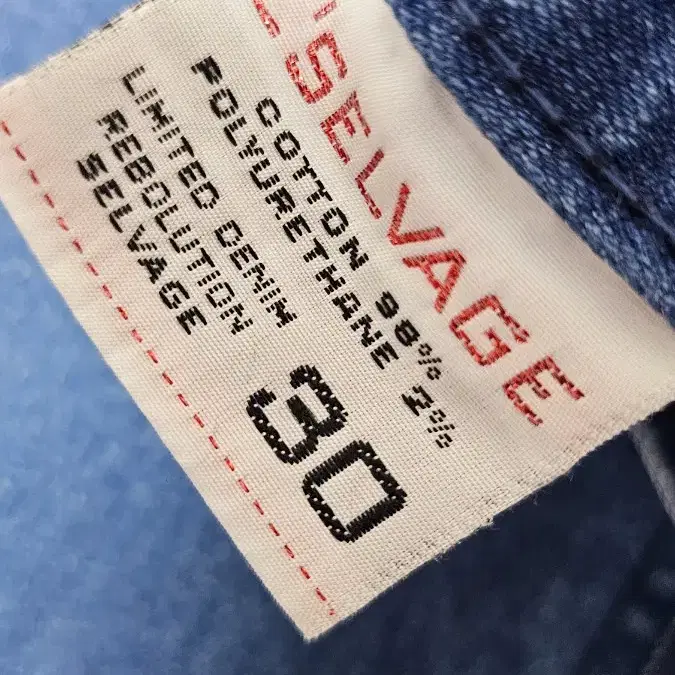 'SELVAGE
COTTON 98%
POLYURETHANE 2%
LIMITED DENIM
REBOLUTION
SELVAGE
30